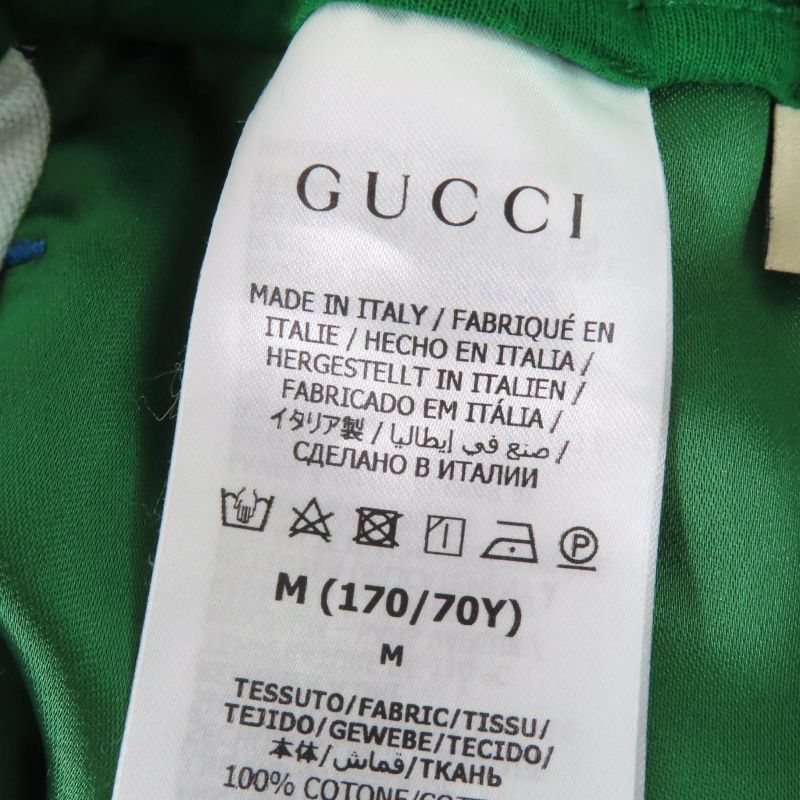 GUCCI
MADE IN ITALY / FABRIQUÉ EN
ITALIE / HECHO EN ITALIA /
HERGESTELLT IN ITALIEN /
FABRICADO EM ITÁLIA /
イタリア製 / صنع في إيطاليا /
СДЕЛАНО В ИТАЛИИ
P
M (170/70Y)
M
TESSUTO/FABRIC/TISSU/
TEJIDO/GEWEBE/TECIDO/
本体/قماش/ТКАНЬ
100% COTONE/